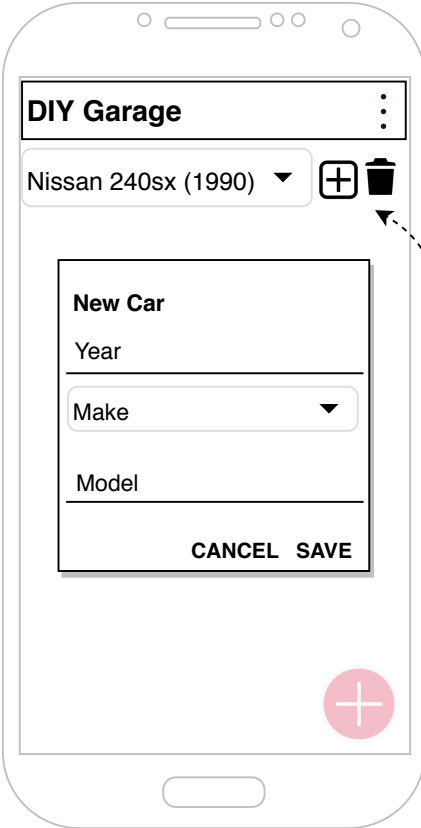 DIY Garage
Nissan 240sx (1990)
New Car
Year
Make
Model
CANCEL SAVE